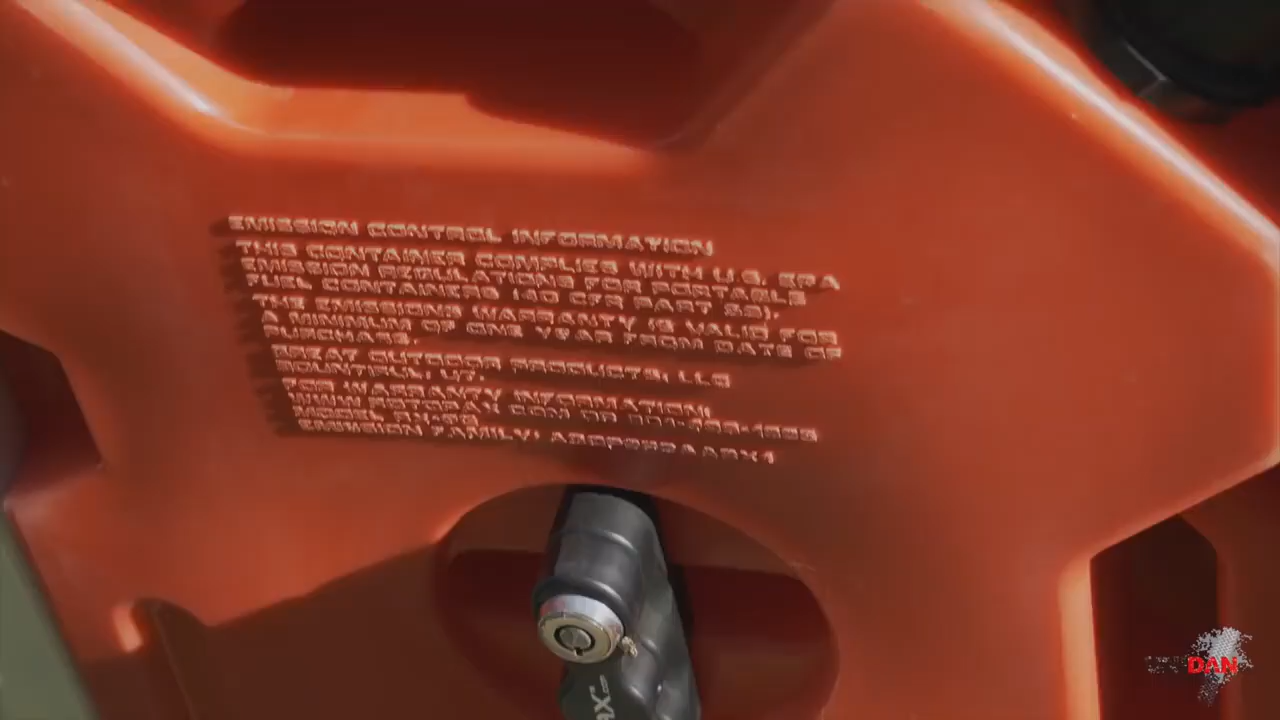 EMISSION CONTROL INFORMATION
THIS CONTAINER COMPLIES WITH U.S. EPA
EMISSION REGULATIONS FOR PORTABLE
FUEL CONTAINERS (40 CFR PART 59).
THE EMISSIONS WARRANTY IS VALID FOR
A MINIMUM OF ONE YEAR FROM DATE OF
PURCHASE.
GREAT OUTDOOR PRODUCTS, LLC
BOUNTIFUL, UT.
FOR WARRANTY INFORMATION:
WWW.ROTOPAX.COM OR
MODEL
EMISSION FAMILY:
DAN